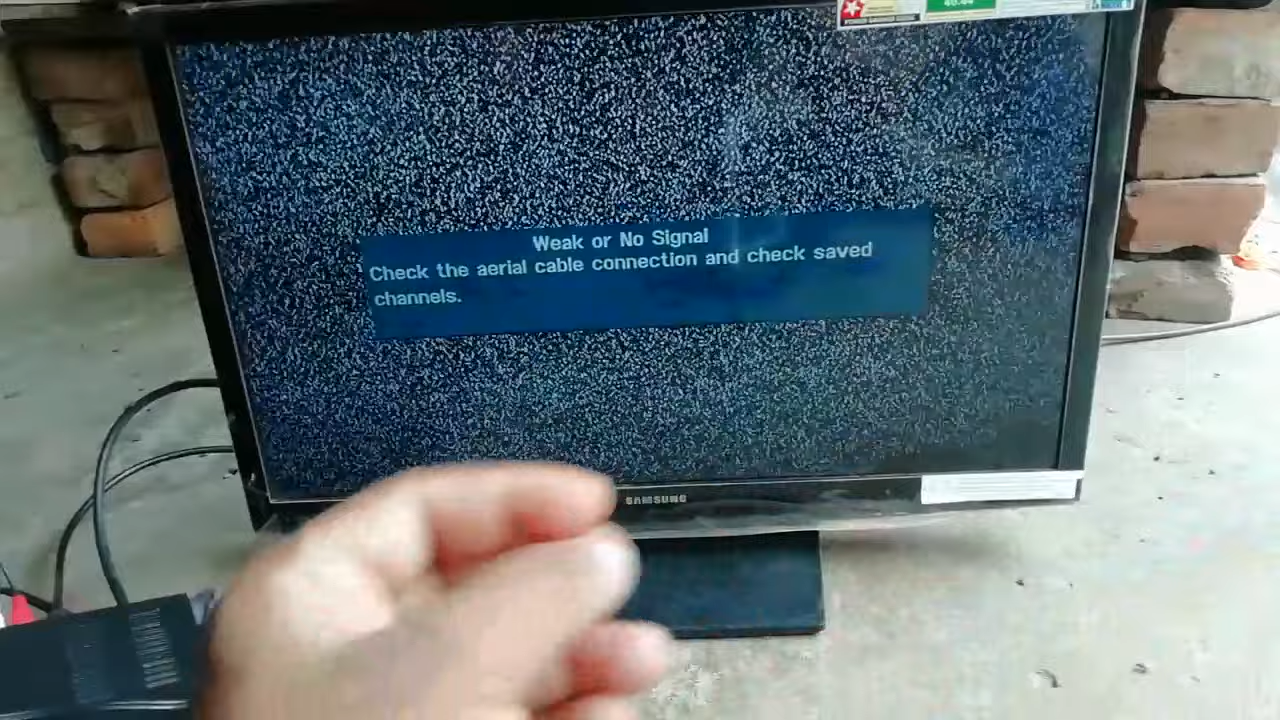 Weak or No Signal
Check the aerial cable connection and check saved
channels.
SAMSUNG